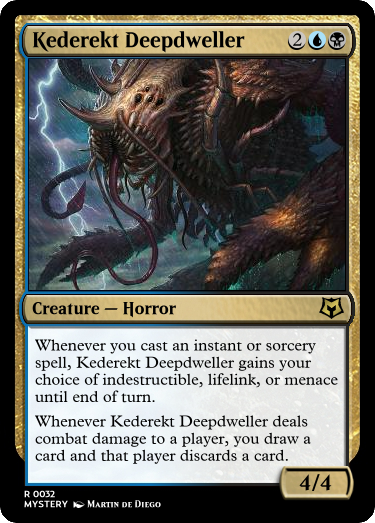 Kederekt Deepdweller 2
Creature — Horror
Whenever you cast an instant or sorcery
spell, Kederekt Deepdweller gains your
choice of indestructible, lifelink, or menace
until end of turn.
Whenever Kederekt Deepdweller deals
combat damage to a player, you draw a
card and that player discards a card.
4/4
R 0032
MYSTERY Martin de Diego